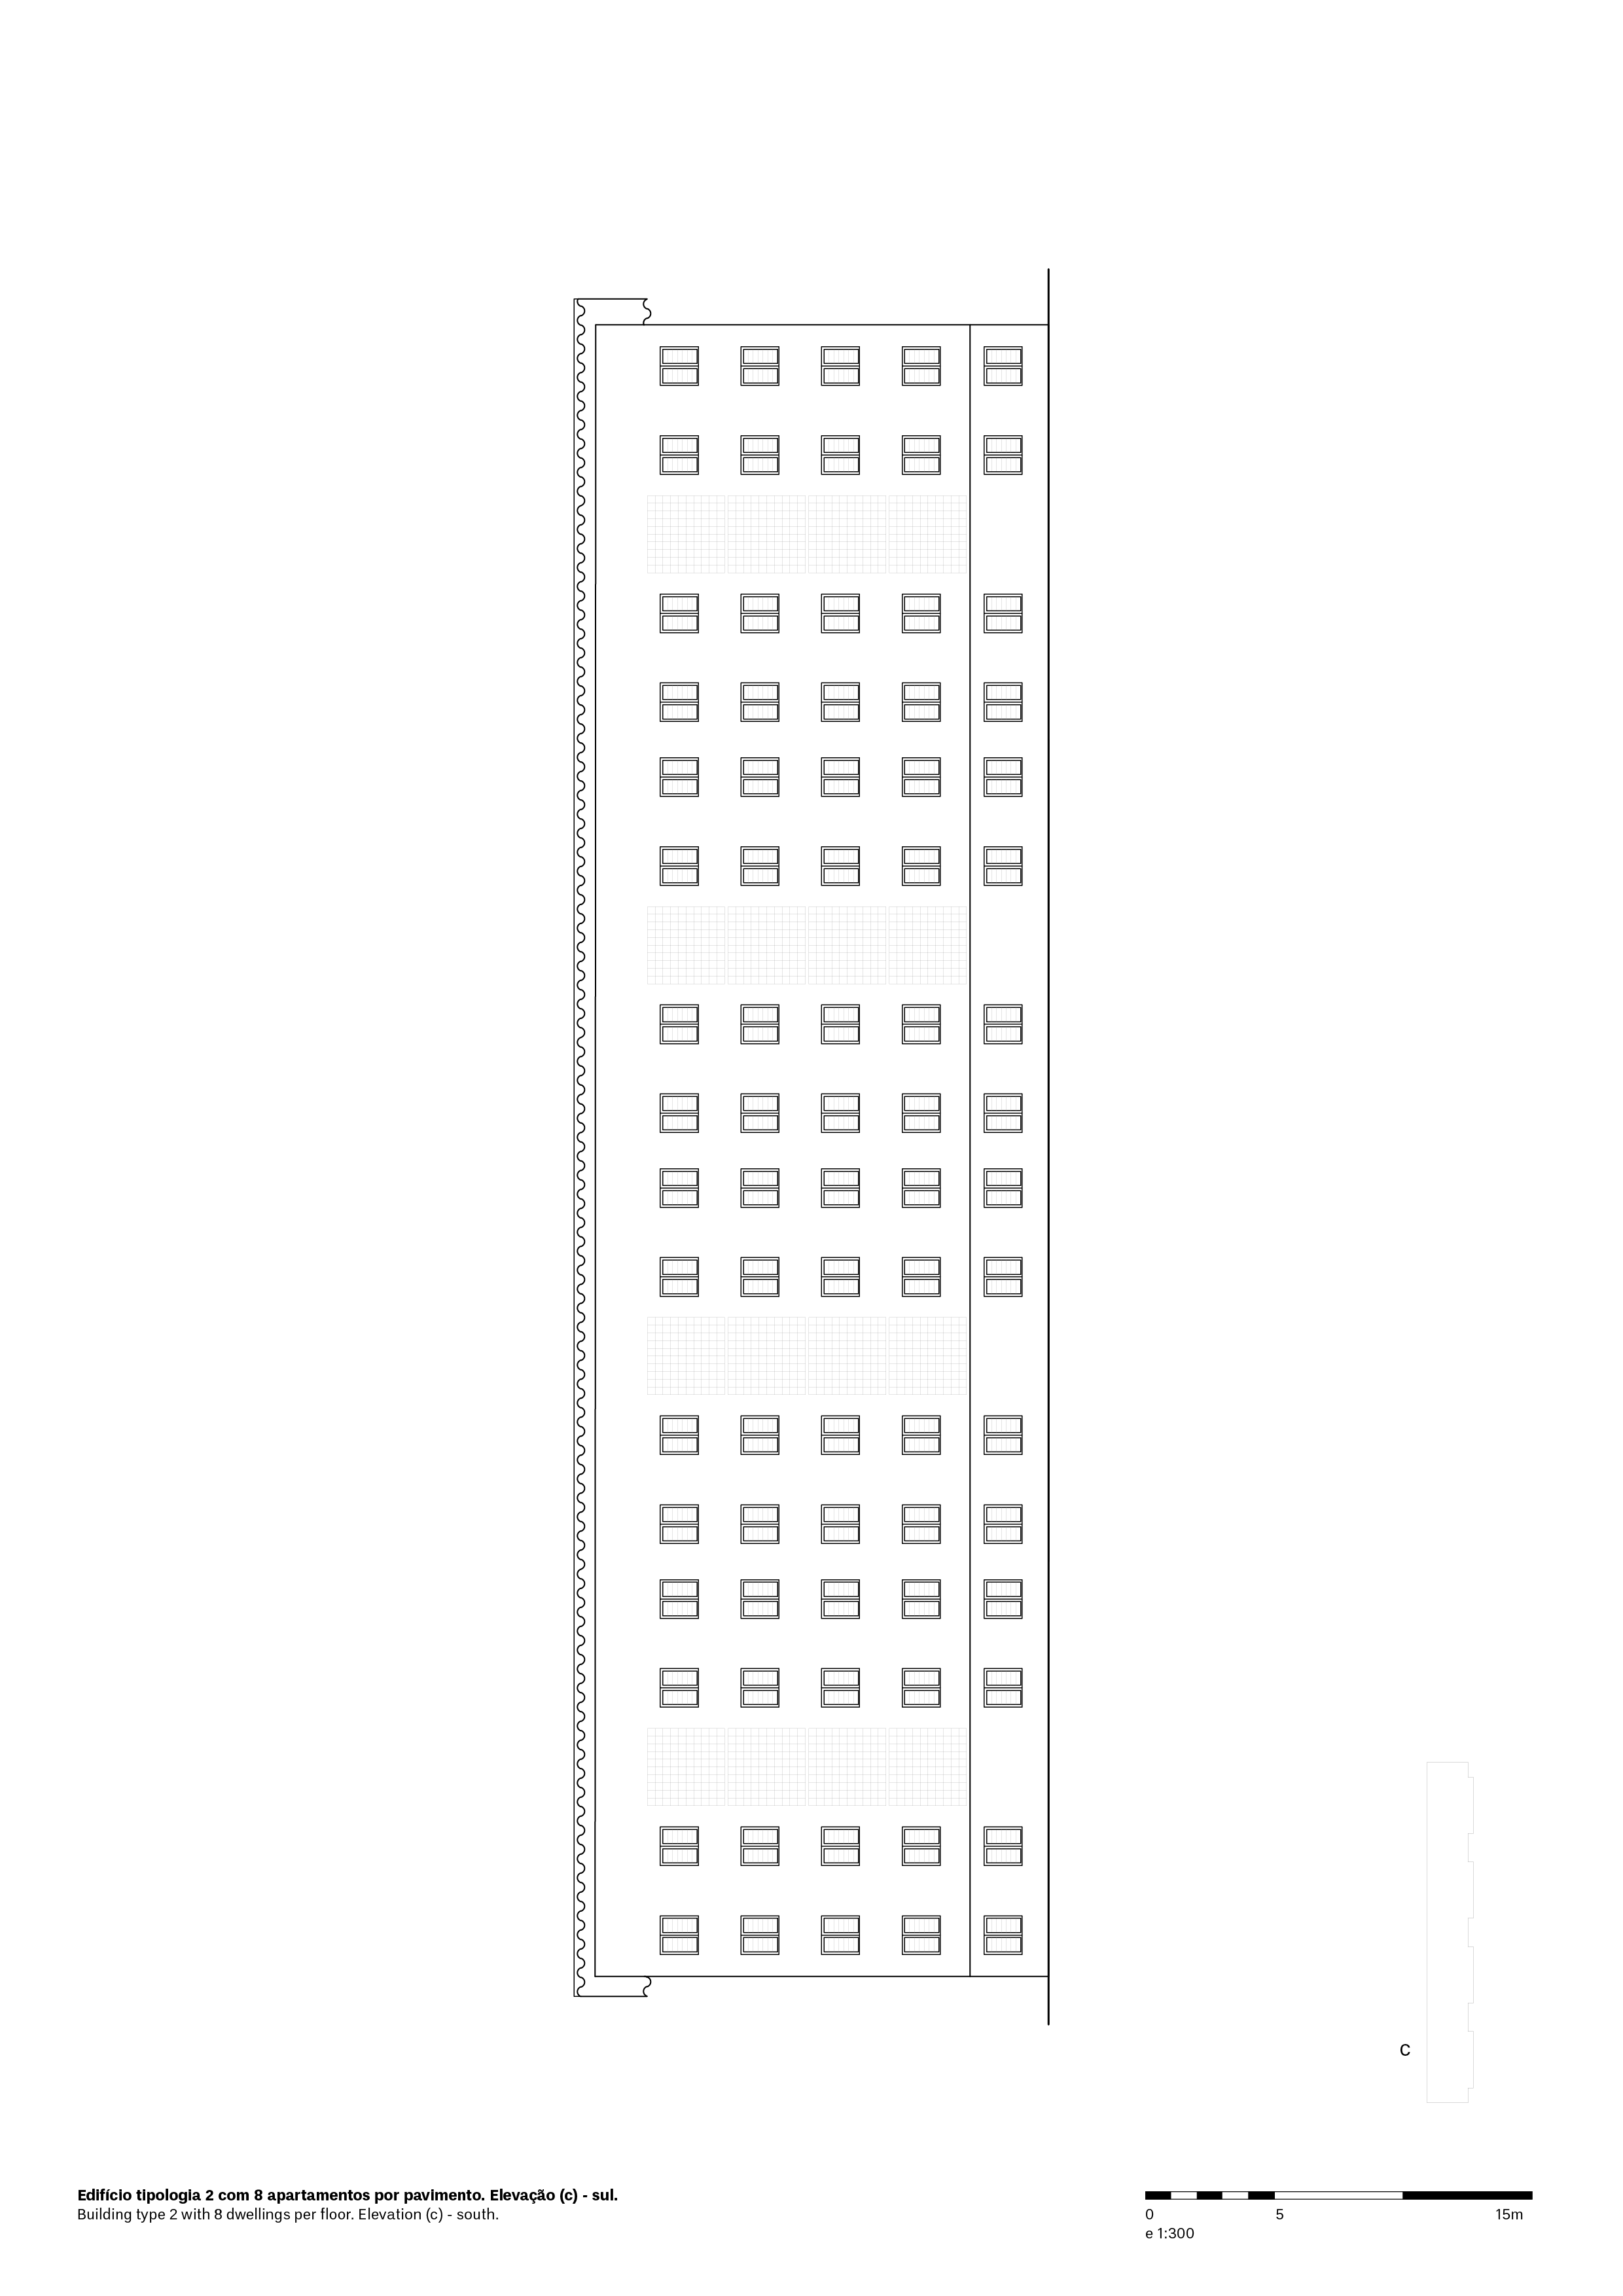 C
Edifício tipologia 2 com 8 apartamentos por pavimento. Elevação (c) - sul.
Building type 2 with 8 dwellings per floor. Elevation (c) - south.
0 5 15m
e 1:300